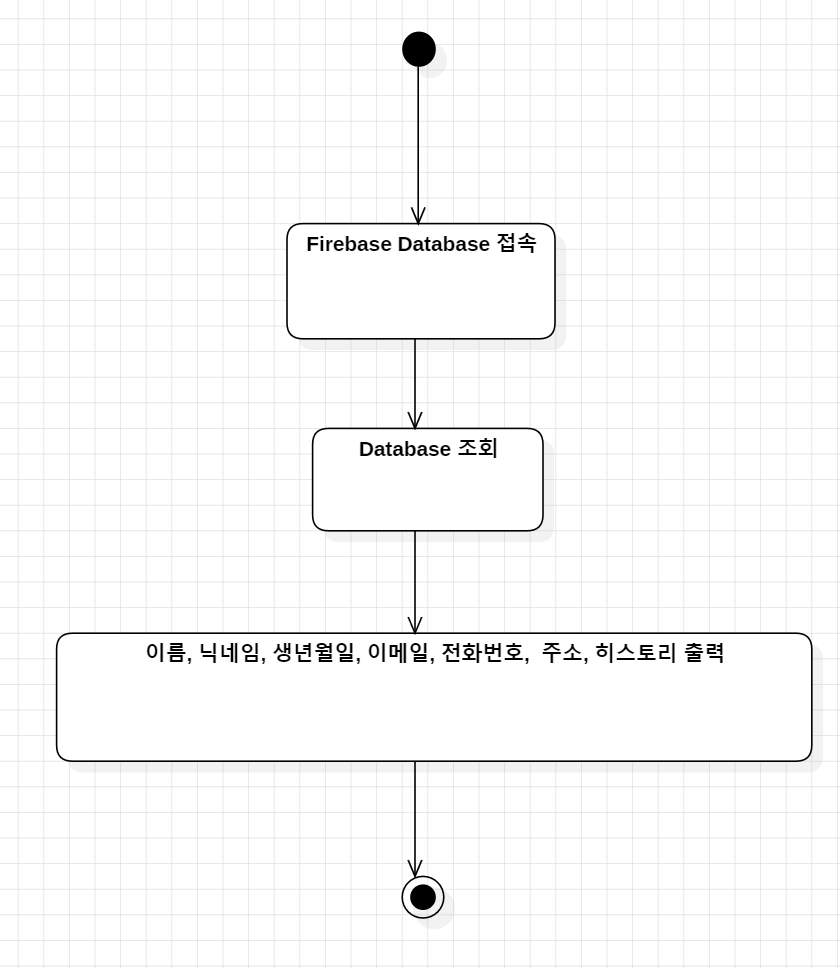 Firebase Database 접속
Database 조회
이름, 닉네임, 생년월일, 이메일, 전화번호,  주소, 히스토리 출력